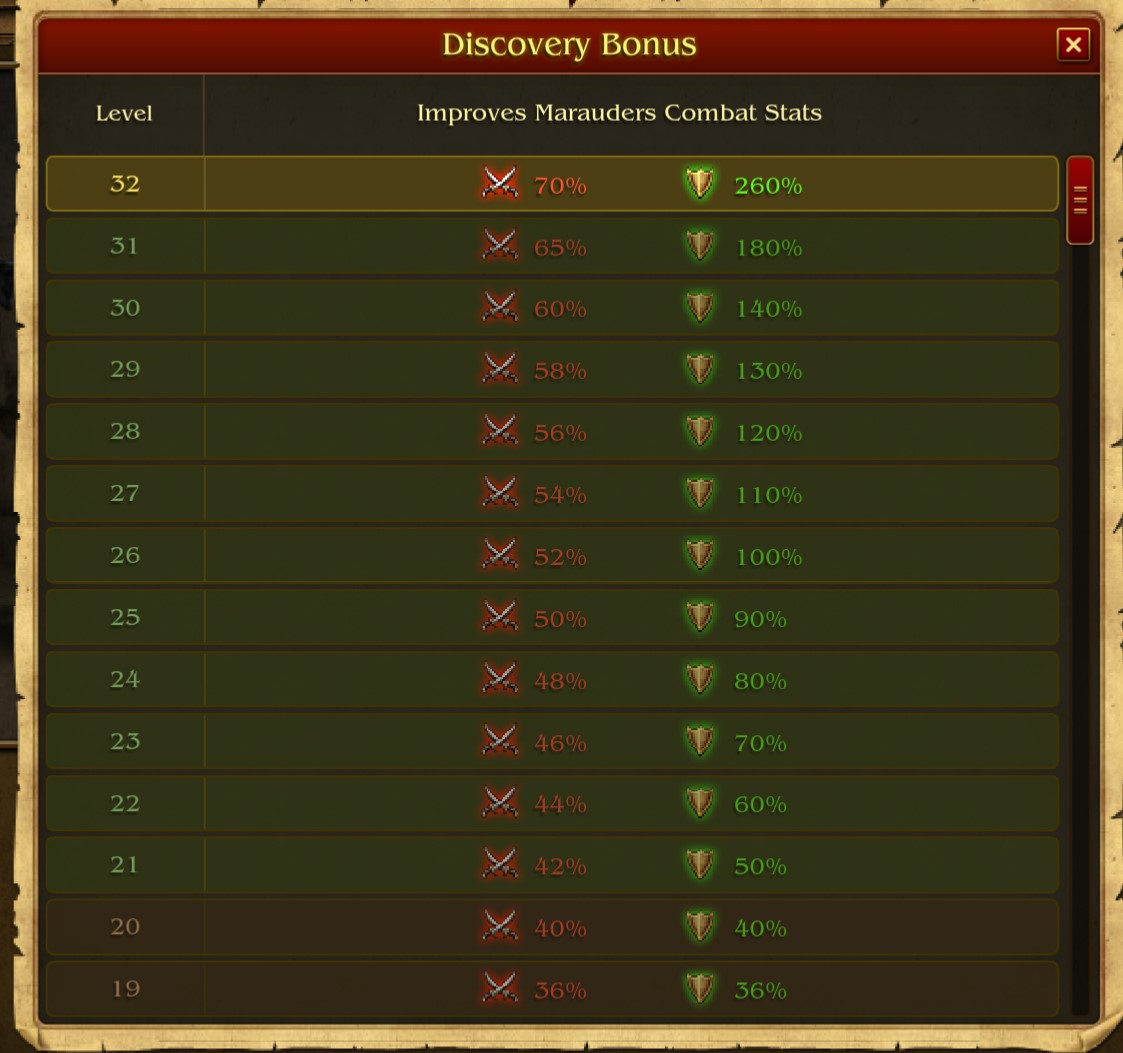 Discovery Bonus
Level Improves Marauders Combat Stats
32 70% 260%
31 65% 180%
30 60% 140%
29 58% 130%
28 56% 120%
27 54% 110%
26 52% 100%
25 50% 90%
24 48% 80%
23 46% 70%
22 44% 60%
21 42% 50%
20 40% 40%
19 36% 36%